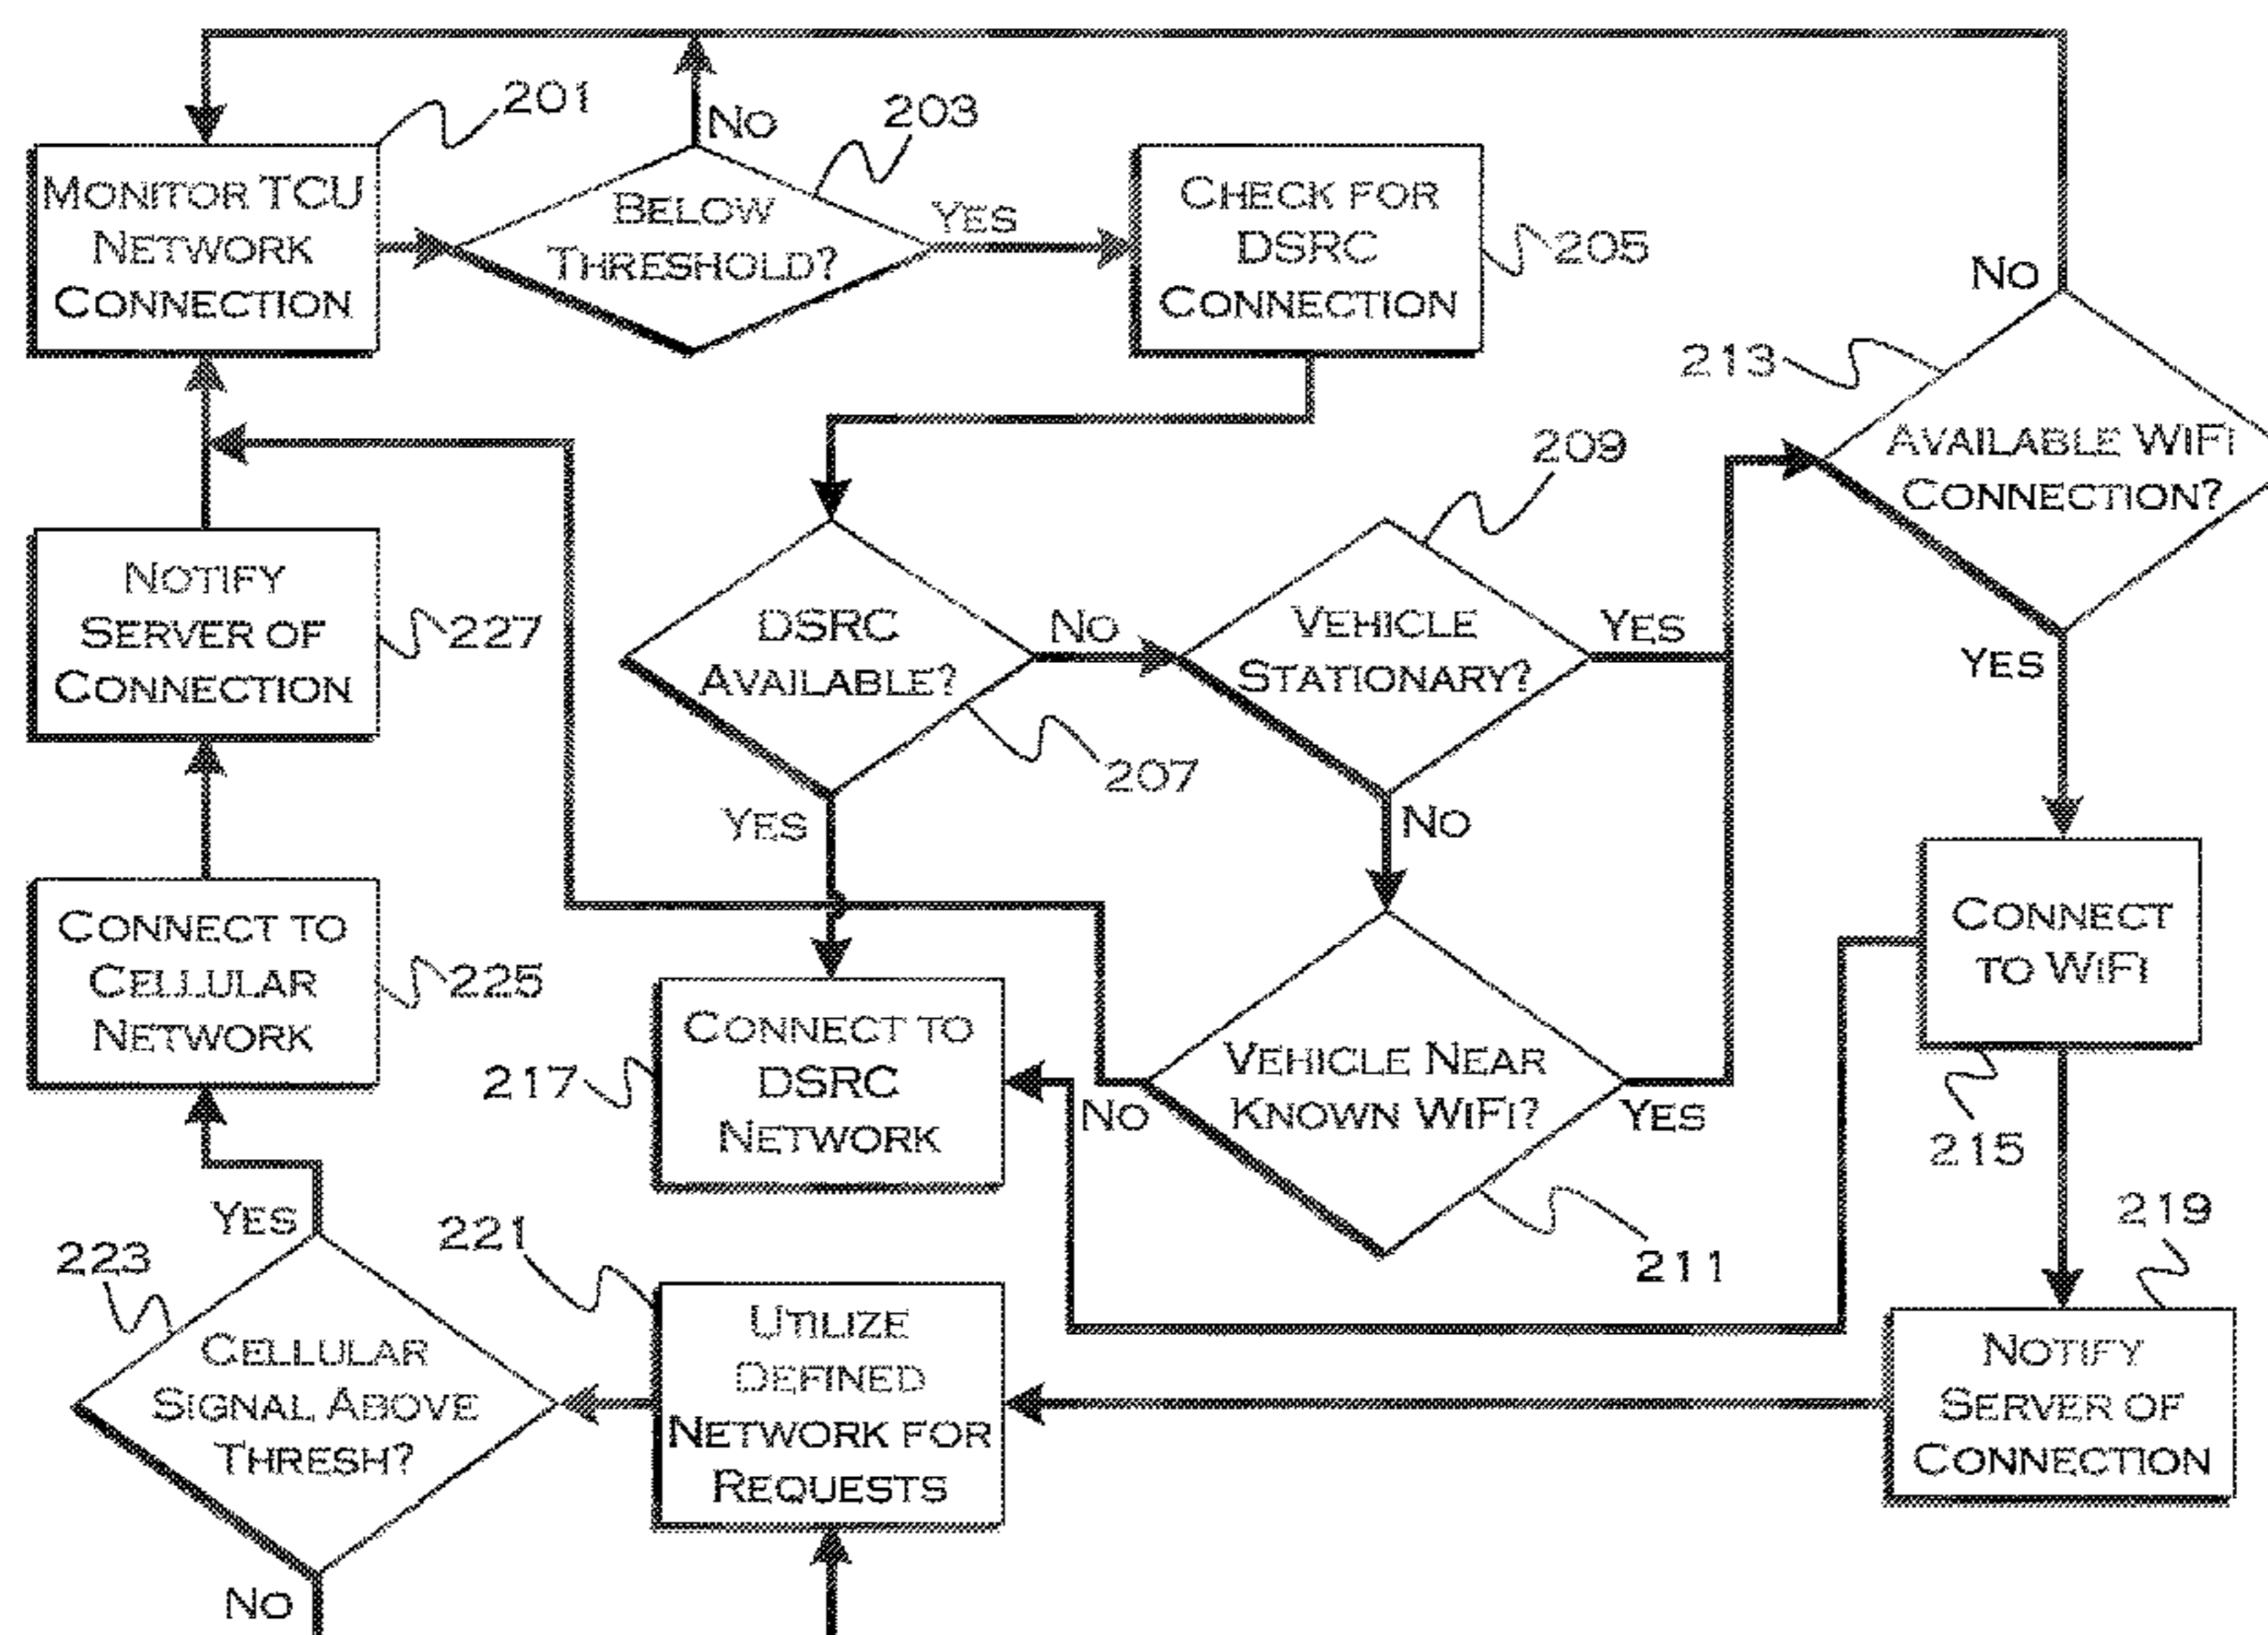 201
No
203
MONITOR TCU
NETWORK
CONNECTION
BELOW
THRESHOLD?
YES
CHECK FOR
DSRC
CONNECTION
205
No
213
AVAILABLE WIFI
CONNECTION?
YES
209
NOTIFY
SERVER OF
CONNECTION
227
DSRC
AVAILABLE?
No
207
YES
VEHICLE
STATIONARY?
YES
No
CONNECT TO
CELLULAR
NETWORK
225
CONNECT
TO WIFI
215
217
CONNECT TO
DSRC
NETWORK
No
VEHICLE NEAR
KNOWN WIFI?
YES
211
219
YES
223
221
CELLULAR
SIGNAL ABOVE
THRESH?
No
UTILIZE
DEFINED
NETWORK FOR
REQUESTS
NOTIFY
SERVER OF
CONNECTION